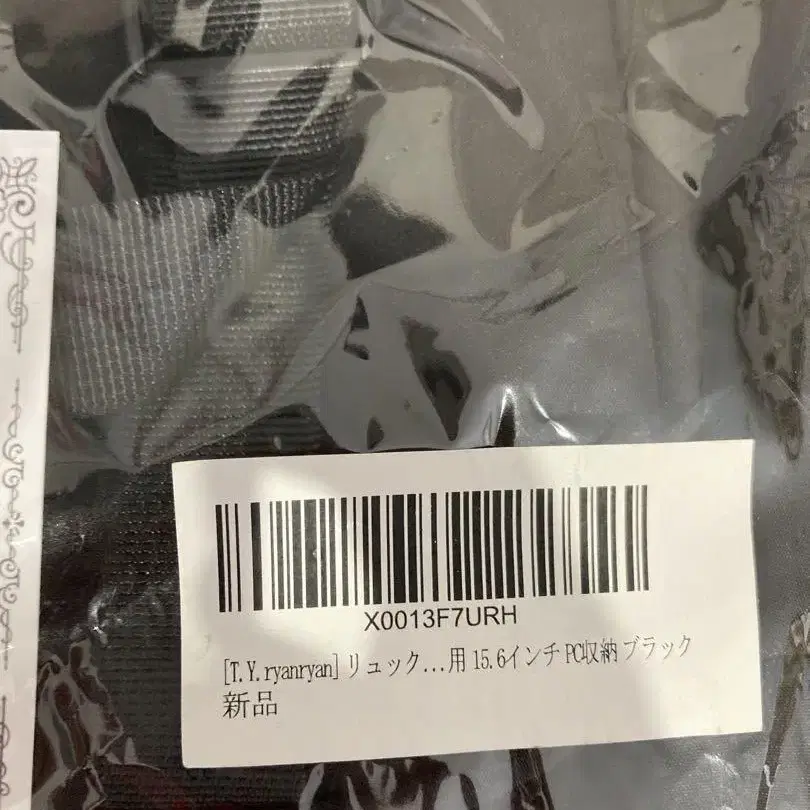 X0013F7URH
[T.Y.ryanryan] リュック...用 15.6インチ PC収納 ブラック
新品